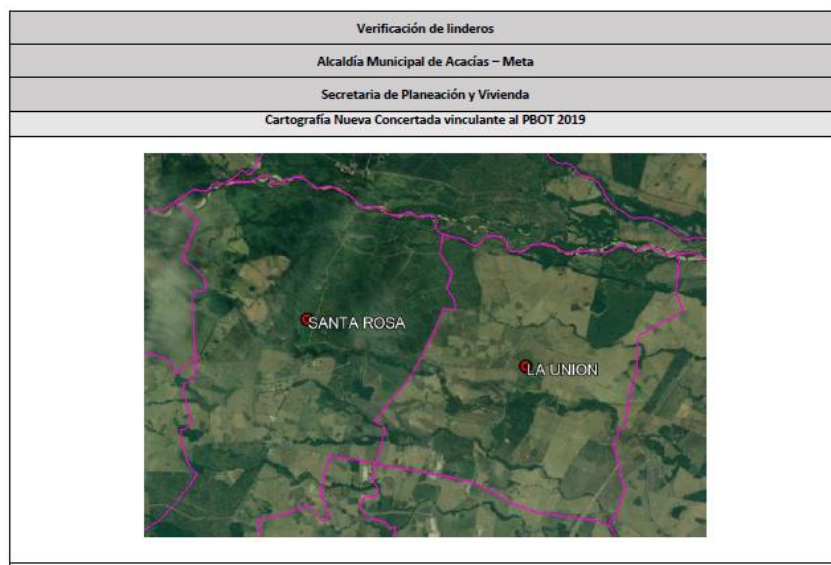 Verificación de linderos
Alcaldía Municipal de Acacías – Meta
Secretaria de Planeación y Vivienda
Cartografía Nueva Concertada vinculante al PBOT 2019
SANTA ROSA
LA UNION